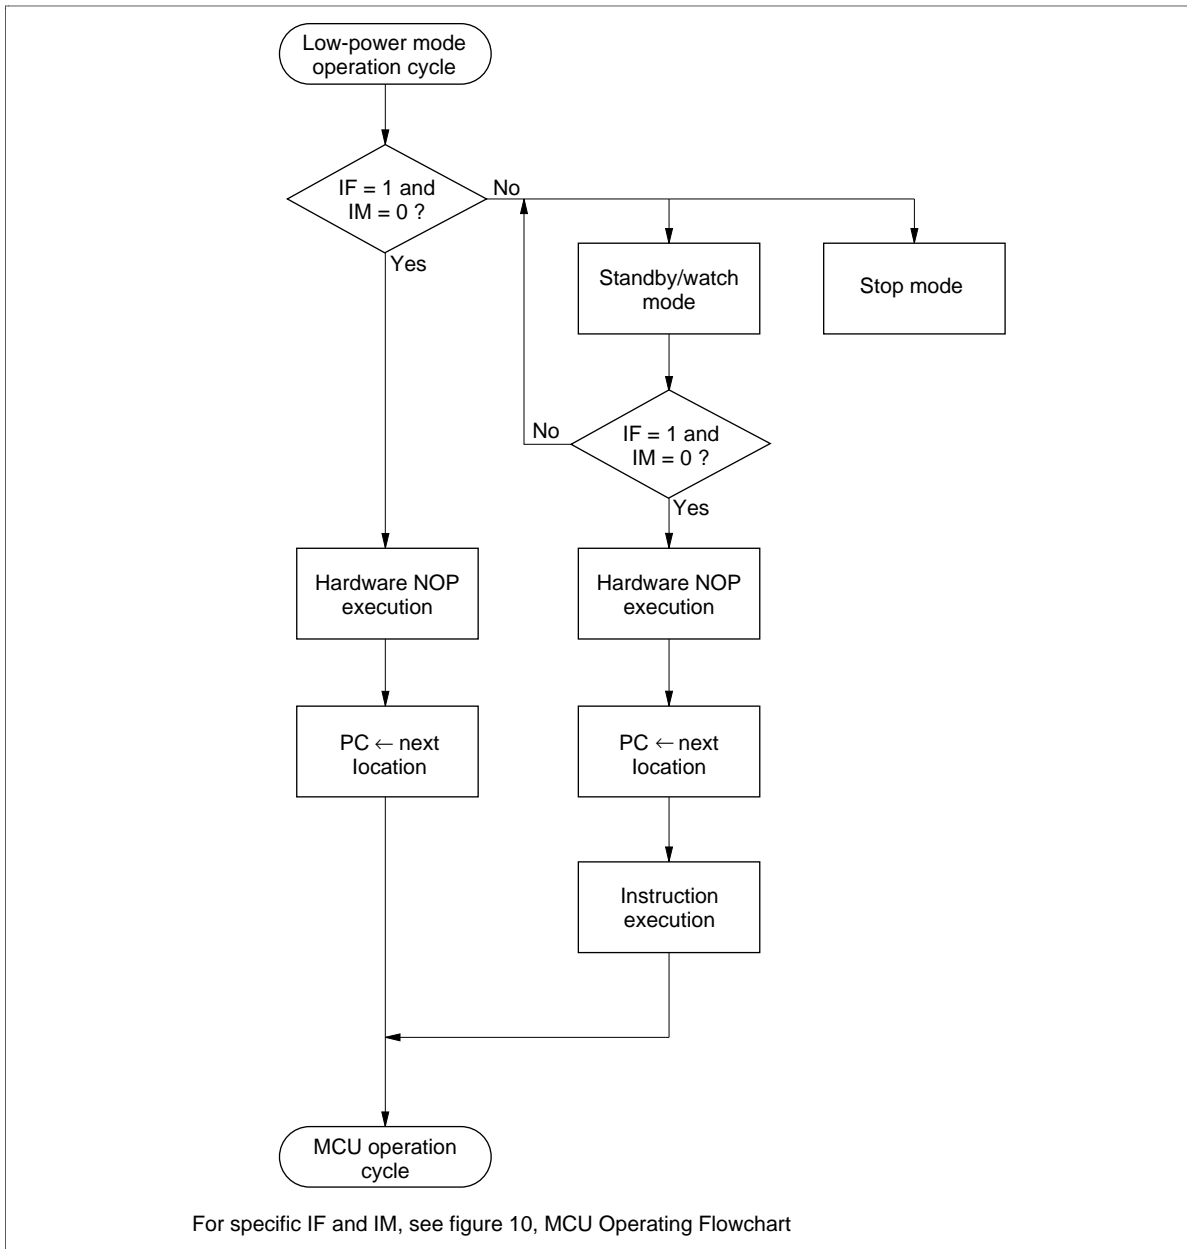 Low-power mode
operation cycle
IF = 1 and
IM = 0 ?
No
Yes
Standby/watch
mode
Stop mode
No
IF = 1 and
IM = 0 ?
Yes
Hardware NOP
execution
Hardware NOP
execution
PC ← next
location
PC ← next
location
Instruction
execution
MCU operation
cycle
For specific IF and IM, see figure 10, MCU Operating Flowchart